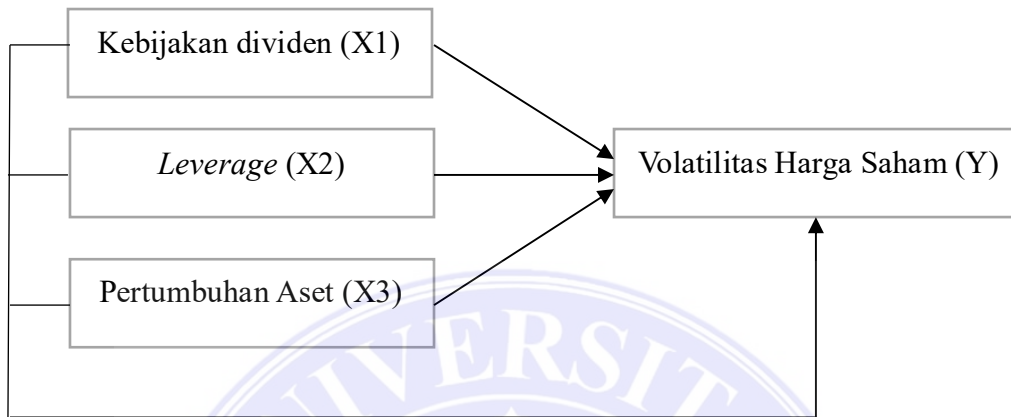 Kebijakan dividen (X1)
Leverage (X2)
Volatilitas Harga Saham (Y)
Pertumbuhan Aset (X3)